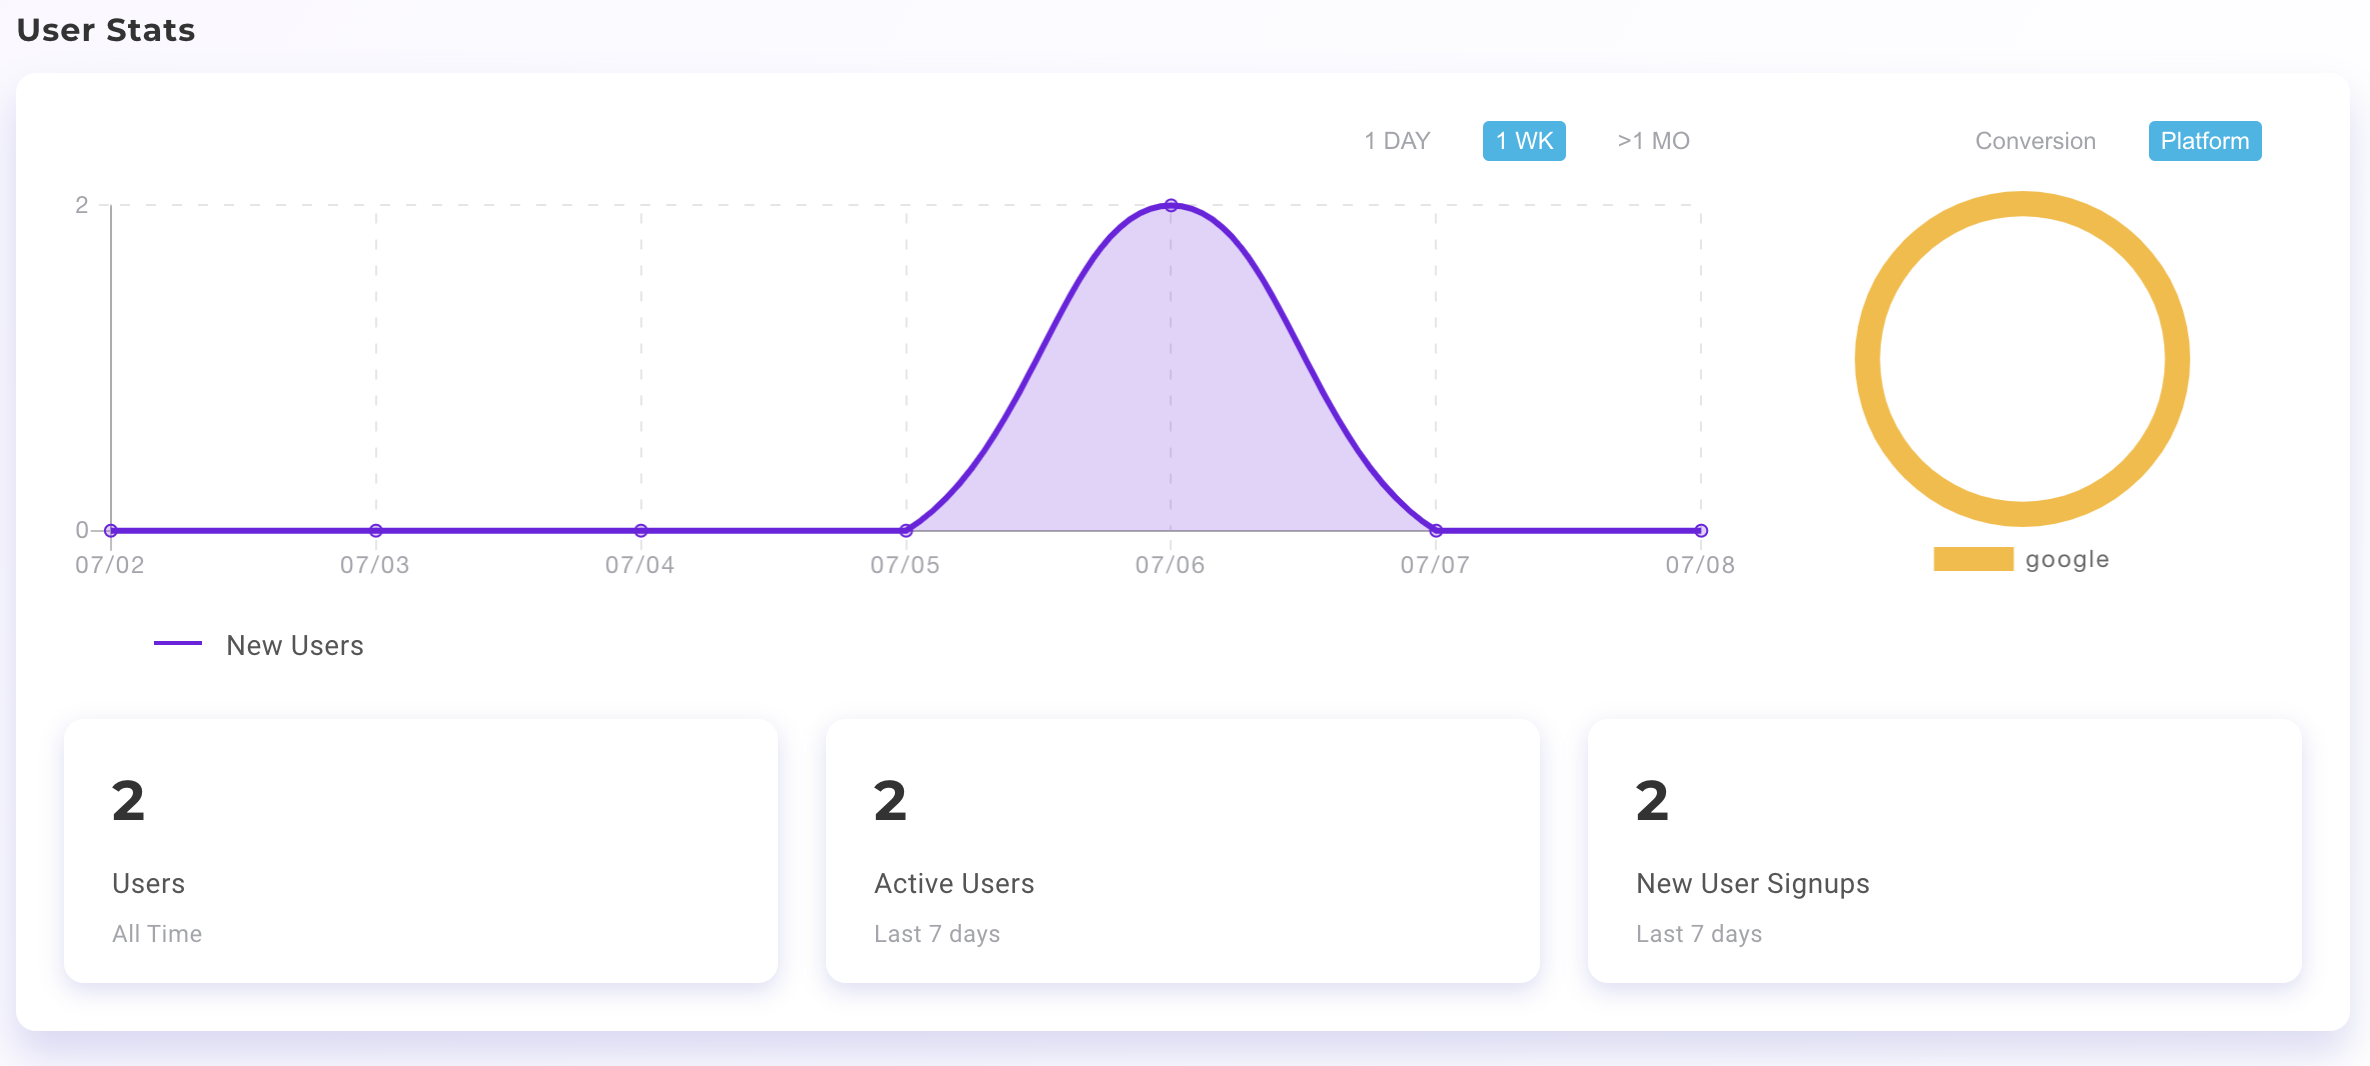 User Stats
1 DAY 1 WK >1 MO Conversion Platform
2
0
07/02 07/03 07/04 07/05 07/06 07/07 07/08
google
New Users
2
Users
All Time
2
Active Users
Last 7 days
2
New User Signups
Last 7 days